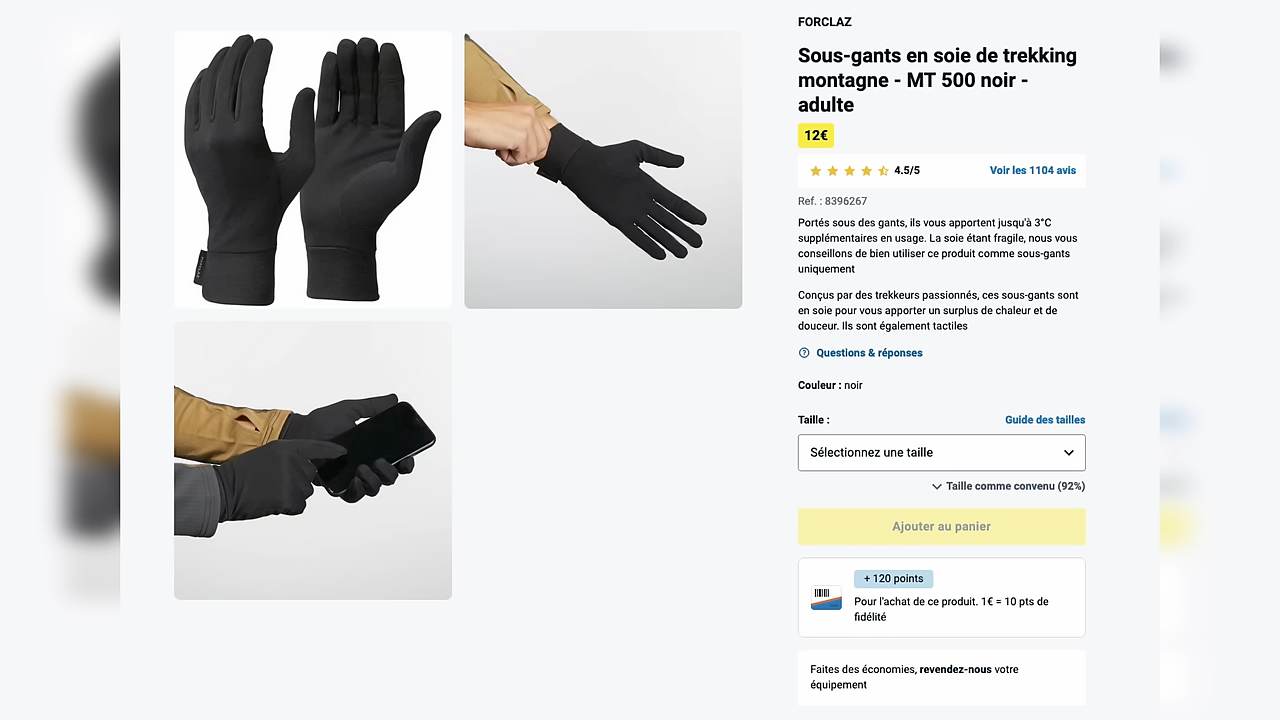 FORCLAZ
Sous-gants en soie de trekking
montagne - MT 500 noir -
adulte
12€
4.5/5
Voir les 1104 avis
Ref. : 8396267
Portés sous des gants, ils vous apportent jusqu'à 3°C
supplémentaires en usage. La soie étant fragile, nous vous
conseillons de bien utiliser ce produit comme sous-gants
uniquement
Conçus par des trekkeurs passionnés, ces sous-gants sont
en soie pour vous apporter un surplus de chaleur et de
douceur. Ils sont également tactiles
Questions & réponses
Couleur : noir
Taille :
Guide des tailles
Sélectionnez une taille
Taille comme convenu (92%)
Ajouter au panier
+ 120 points
Pour l'achat de ce produit. 1€ = 10 pts de
fidélité
Faites des économies, revendez-nous votre
équipement